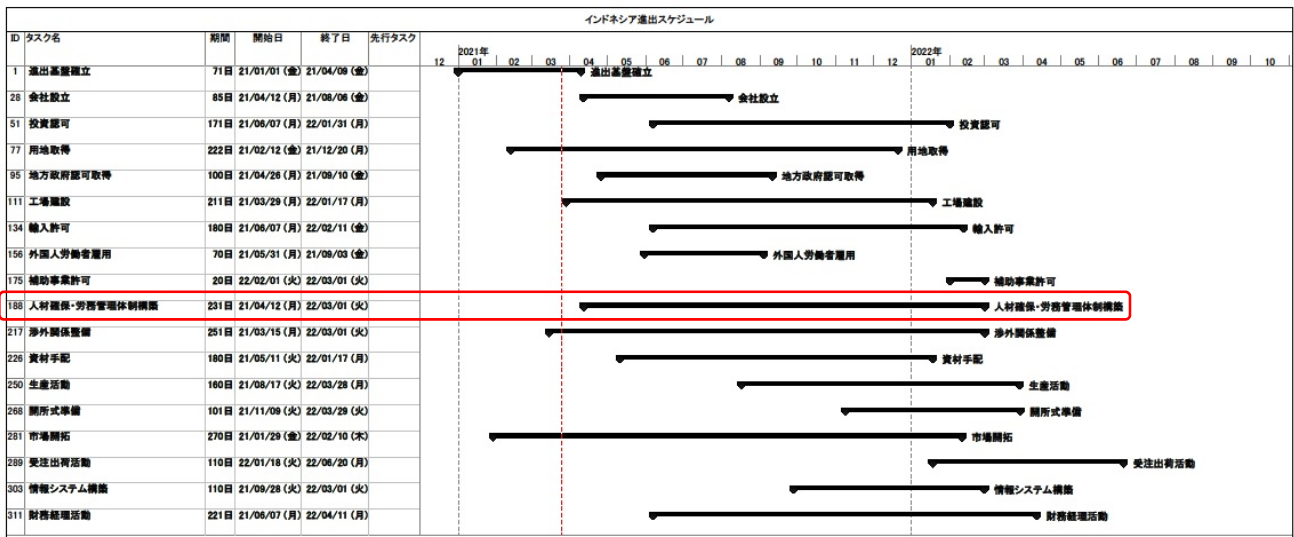 インドネシア進出スケジュール
ID タスク名 期間 開始日 終了日 先行タスク
2021年 2022年
12 01 02 03 04 05 06 07 08 09 10 11 12 01 02 03 04 05 06 07 08 09 10
1 進出基盤確立 71日 21/01/01 (金) 21/04/09 (金) 進出基盤確立
28 会社設立 85日 21/04/12 (月) 21/08/06 (金) 会社設立
51 投資認可 171日 21/06/07 (月) 22/01/31 (月) 投資認可
77 用地取得 222日 21/02/12 (金) 21/12/20 (月) 用地取得
95 地方政府認可取得 100日 21/04/26 (月) 21/09/10 (金) 地方政府認可取得
111 工場建設 211日 21/03/29 (月) 22/01/17 (月) 工場建設
134 輸入許可 180日 21/06/07 (月) 22/02/11 (金) 輸入許可
156 外国人労働者雇用 70日 21/05/31 (月) 21/09/03 (金) 外国人労働者雇用
175 補助事業許可 20日 22/02/01 (火) 22/03/01 (火) 補助事業許可
188 人材確保・労務管理体制構築 231日 21/04/12 (月) 22/03/01 (火) 人材確保・労務管理体制構築
217 渉外関係整備 251日 21/03/15 (月) 22/03/01 (火) 渉外関係整備
226 資材手配 180日 21/05/11 (火) 22/01/17 (月) 資材手配
250 生産活動 160日 21/08/17 (火) 22/03/28 (月) 生産活動
268 開所式準備 101日 21/11/09 (火) 22/03/29 (火) 開所式準備
281 市場開拓 270日 21/01/29 (金) 22/02/10 (木) 市場開拓
289 受注出荷活動 110日 22/01/18 (火) 22/06/20 (月) 受注出荷活動
303 情報システム構築 110日 21/09/28 (火) 22/03/01 (火) 情報システム構築
311 財務経理活動 221日 21/06/07 (月) 22/04/11 (月) 財務経理活動